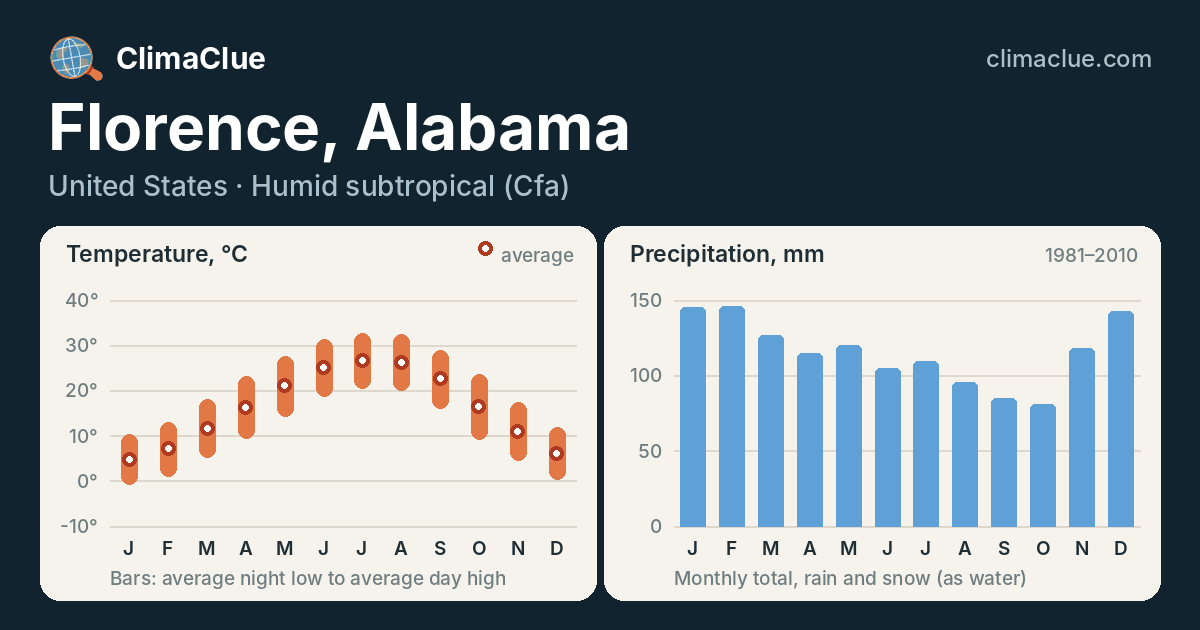 ClimaClue
climaclue.com
Florence, Alabama
United States · Humid subtropical (Cfa)
Temperature, °C
average
40°
30°
20°
10°
0°
-10°
J F M A M J J A S O N D
Bars: average night low to average day high
Precipitation, mm
1981–2010
150
100
50
0
J F M A M J J A S O N D
Monthly total, rain and snow (as water)